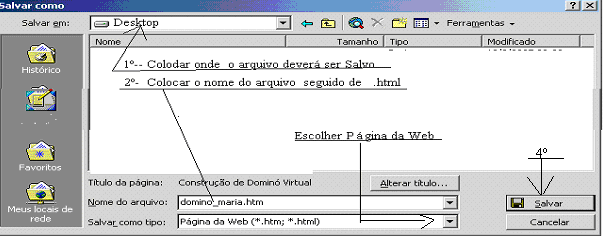 Salvar como
Salvar em: Desktop Ferramentas
Nome Tamanho Tipo Modificado
1º-- Colodar onde o arquivo deverá ser Salvo
2º- Colocar o nome do arquivo seguido de .html
Histórico
Escolher Página da Web
4º
Favoritos
Título da página: Construção de Dominó Virtual Alterar título...
Nome do arquivo: domino_maria.htm Salvar
Meus locais de rede
Salvar como tipo: Página da Web (*.htm; *.html) Cancelar